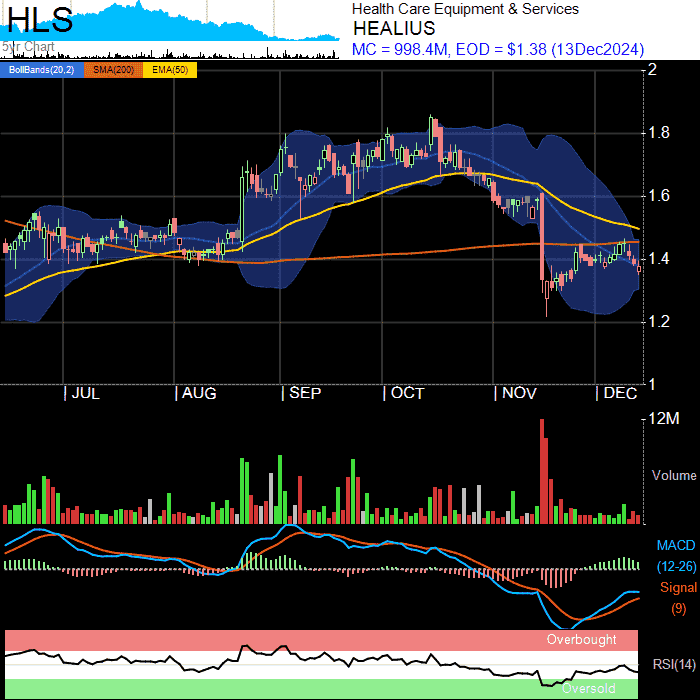 HLS
5yr Chart
Health Care Equipment & Services
HEALIUS
MC = 998.4M, EOD = $1.38 (13Dec2024)
BollBands(20,2) SMA(200) EMA(50)
2
1.8
1.6
1.4
1.2
1
| JUL | AUG | SEP | OCT | NOV | DEC
12M
Volume
MACD
(12-26)
Signal
(9)
Overbought
RSI(14)
Oversold